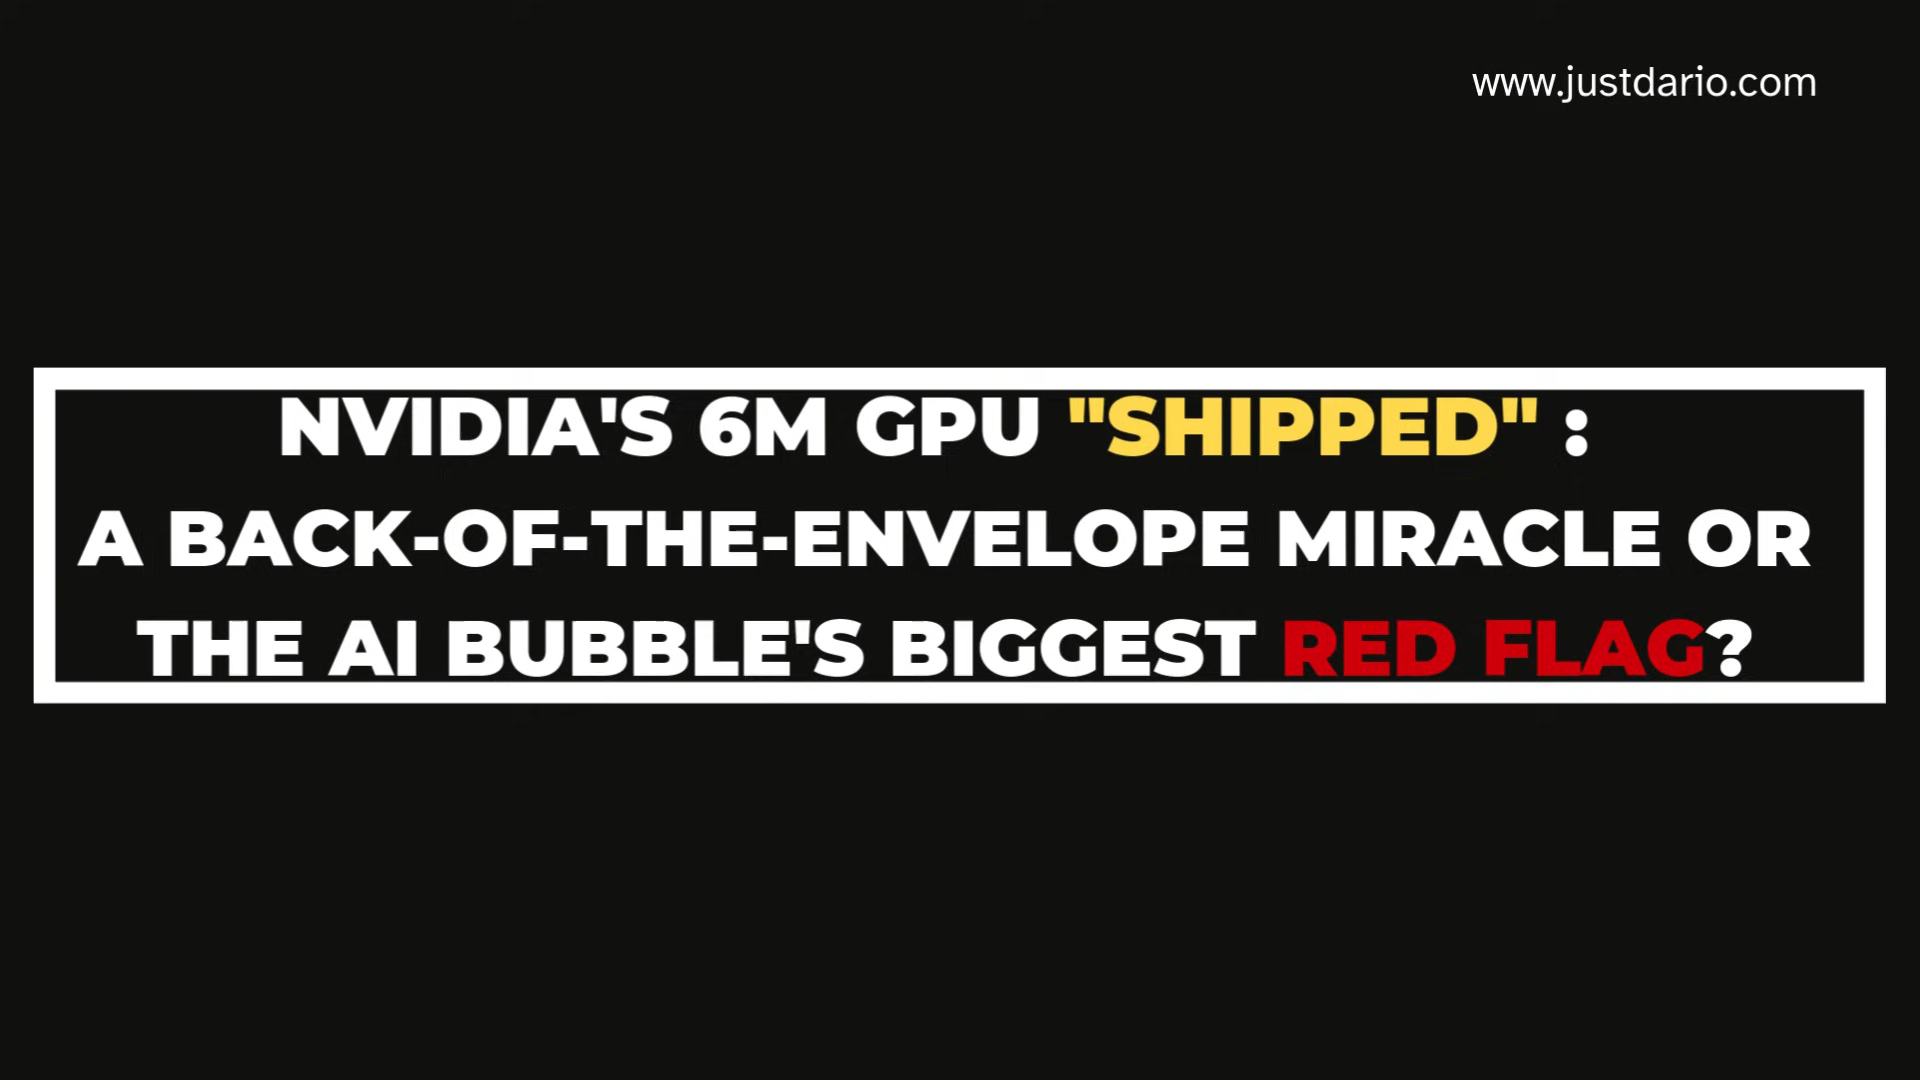 www.justdario.com
NVIDIA'S 6M GPU "SHIPPED" :
A BACK-OF-THE-ENVELOPE MIRACLE OR
THE AI BUBBLE'S BIGGEST RED FLAG?